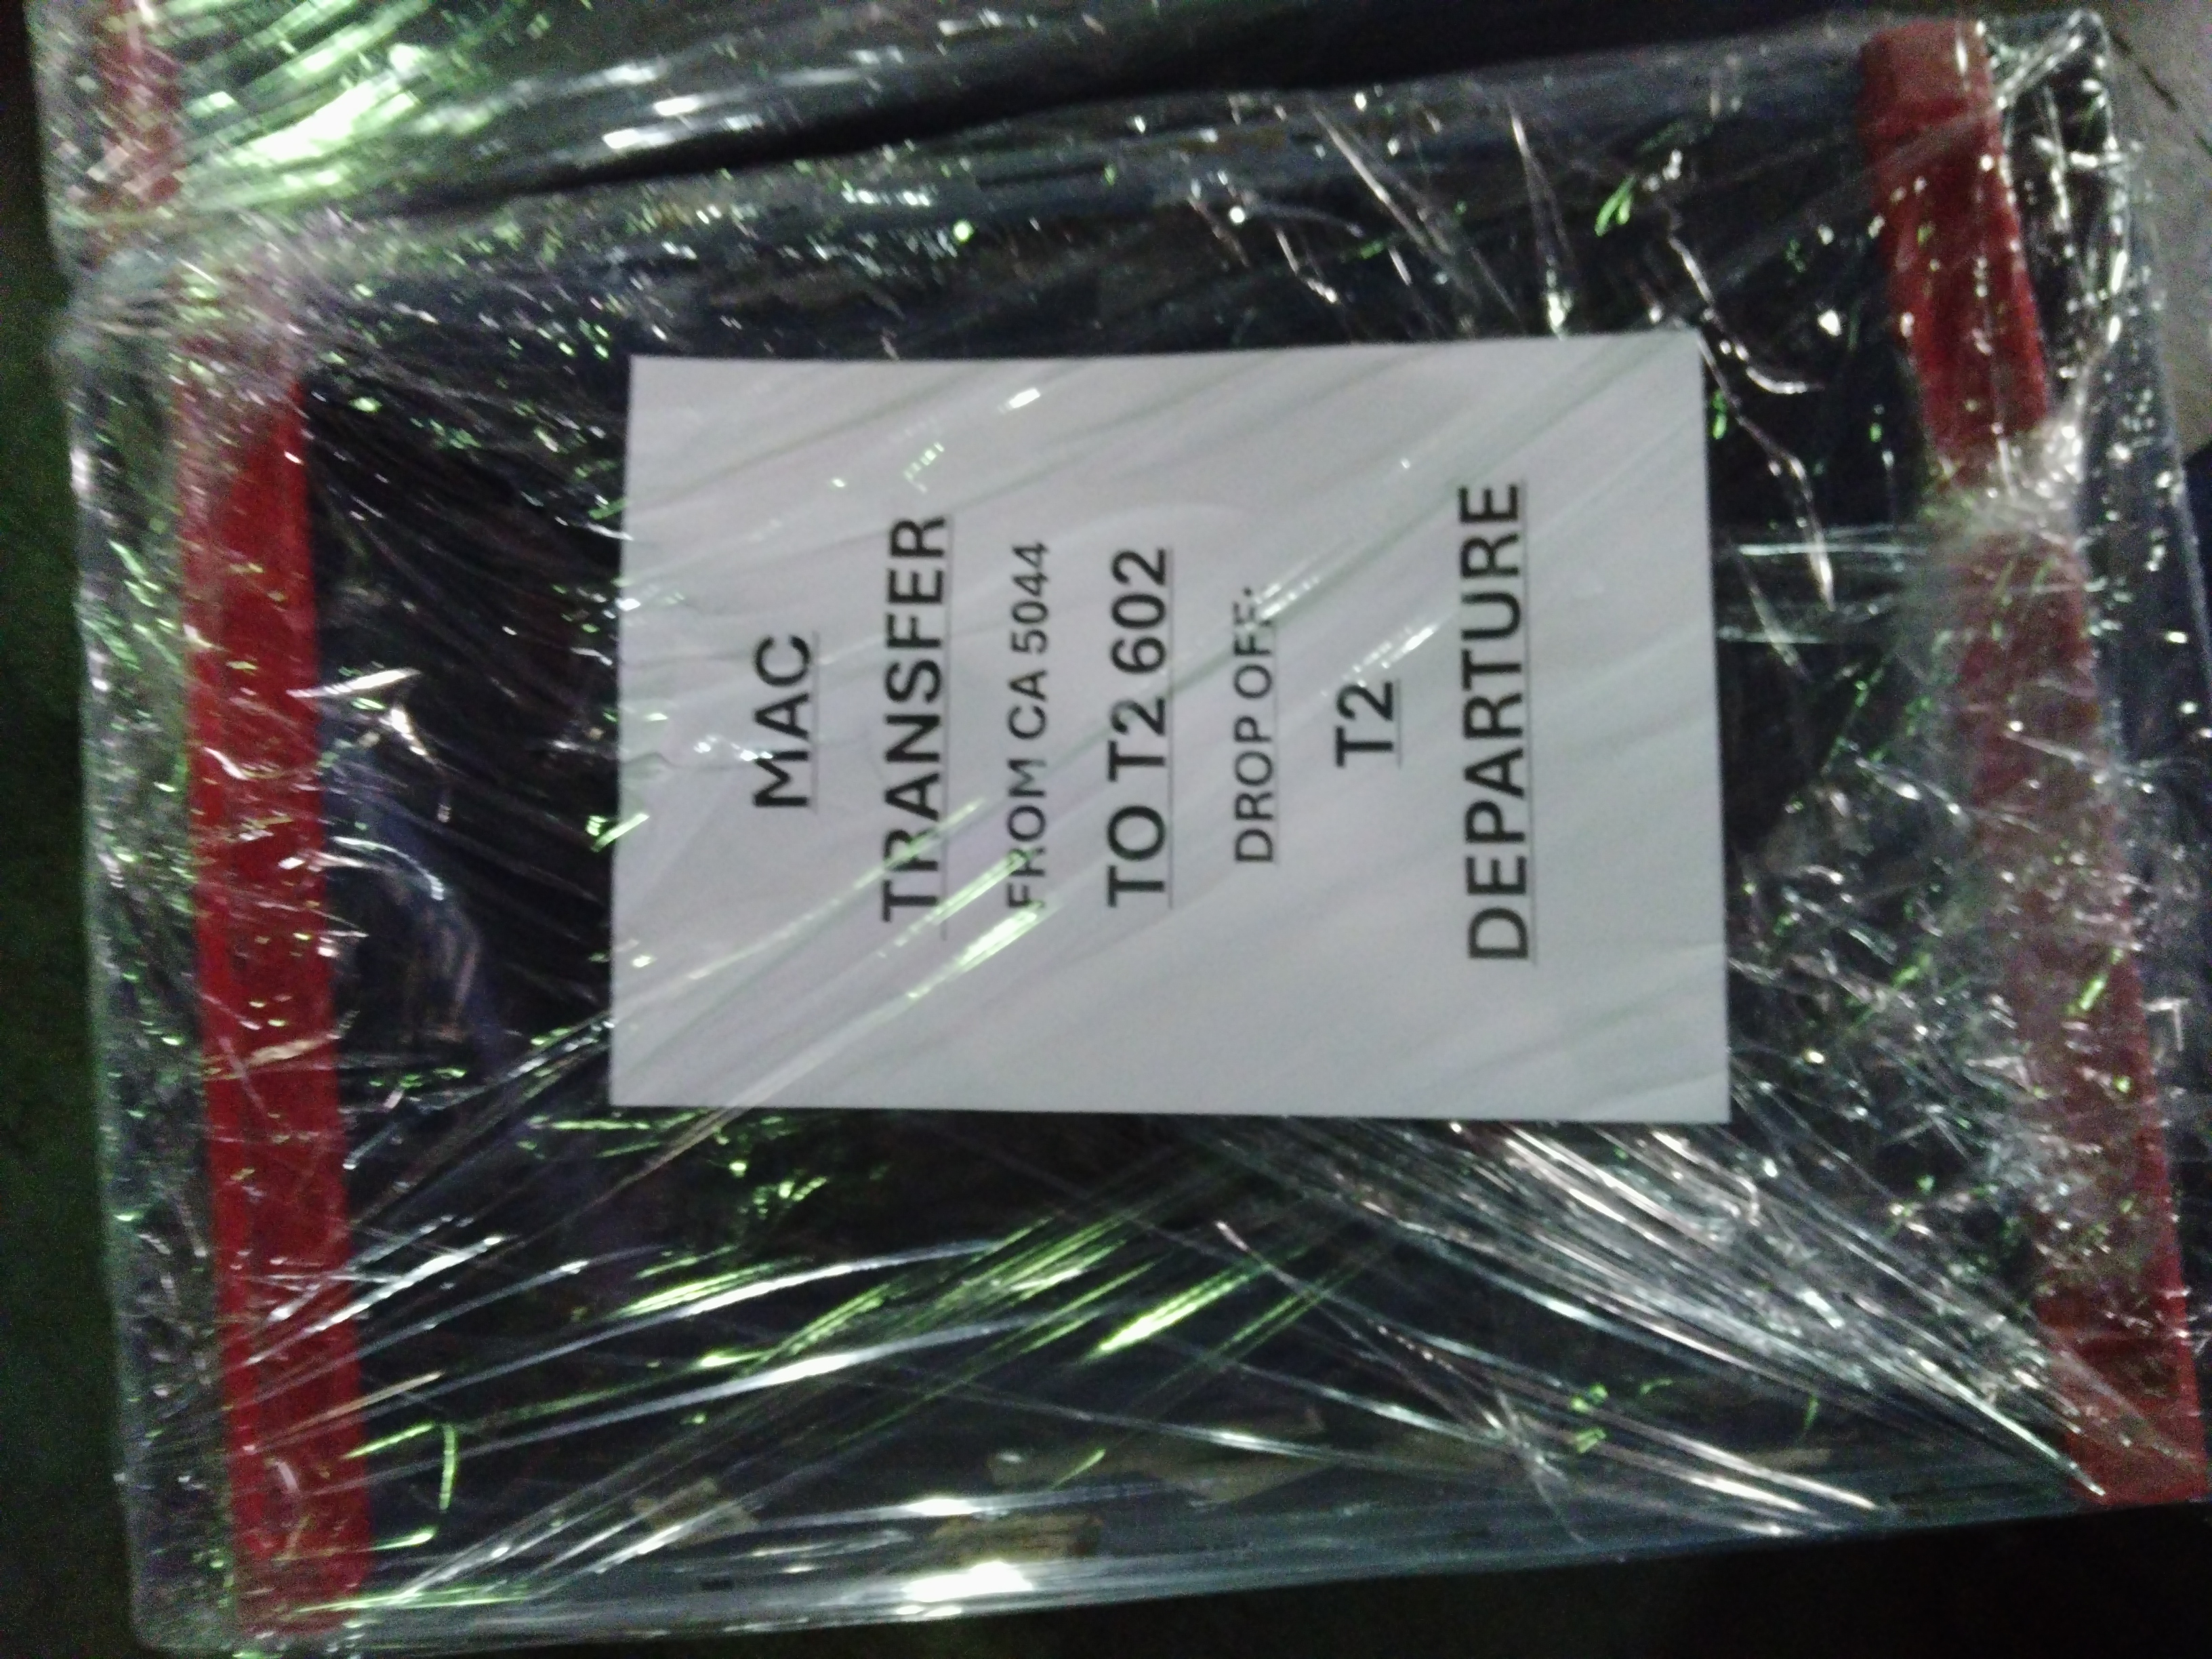 MAC
TRANSFER
FROM CA 5044
TO T2 602
DROP OFF:
T2
DEPARTURE